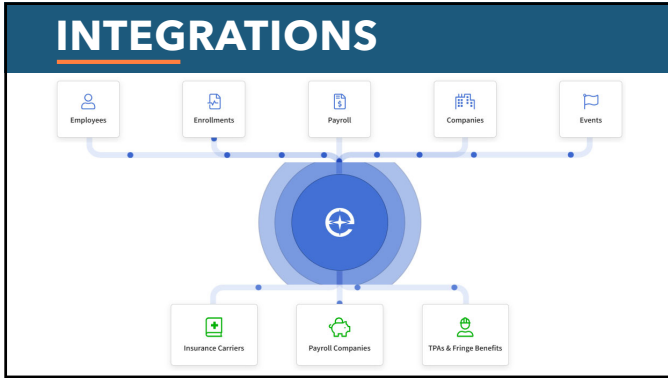 INTEGRATIONS
Employees
Enrollments
Payroll
Companies
Events
Insurance Carriers
Payroll Companies
TPAs & Fringe Benefits